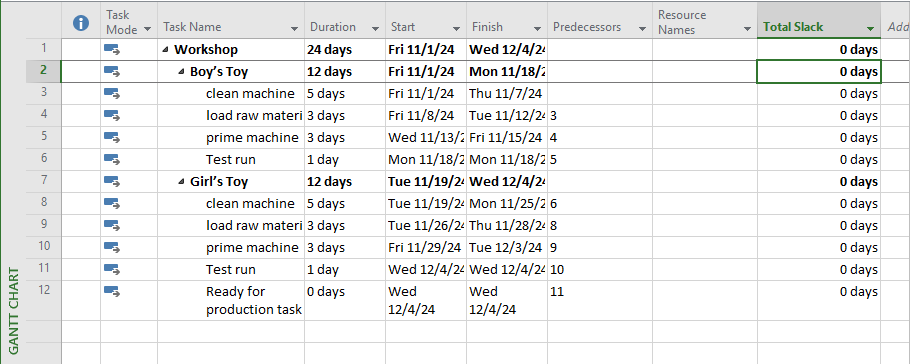 Task Mode Task Name Duration Start Finish Predecessors Resource Names Total Slack Add
1 Workshop 24 days Fri 11/1/24 Wed 12/4/24 0 days
2 Boy's Toy 12 days Fri 11/1/24 Mon 11/18/2 0 days
3 clean machine 5 days Fri 11/1/24 Thu 11/7/24 0 days
4 load raw materi 3 days Fri 11/8/24 Tue 11/12/24 3 0 days
5 prime machine 3 days Wed 11/13/2 Fri 11/15/24 4 0 days
6 Test run 1 day Mon 11/18/2 Mon 11/18/2 5 0 days
7 Girl's Toy 12 days Tue 11/19/24 Wed 12/4/24 0 days
8 clean machine 5 days Tue 11/19/24 Mon 11/25/2 6 0 days
9 load raw materi 3 days Tue 11/26/24 Thu 11/28/24 8 0 days
10 prime machine 3 days Fri 11/29/24 Tue 12/3/24 9 0 days
11 Test run 1 day Wed 12/4/24 Wed 12/4/24 10 0 days
12 Ready for production task 0 days Wed 12/4/24 Wed 12/4/24 11 0 days
GANTT CHART